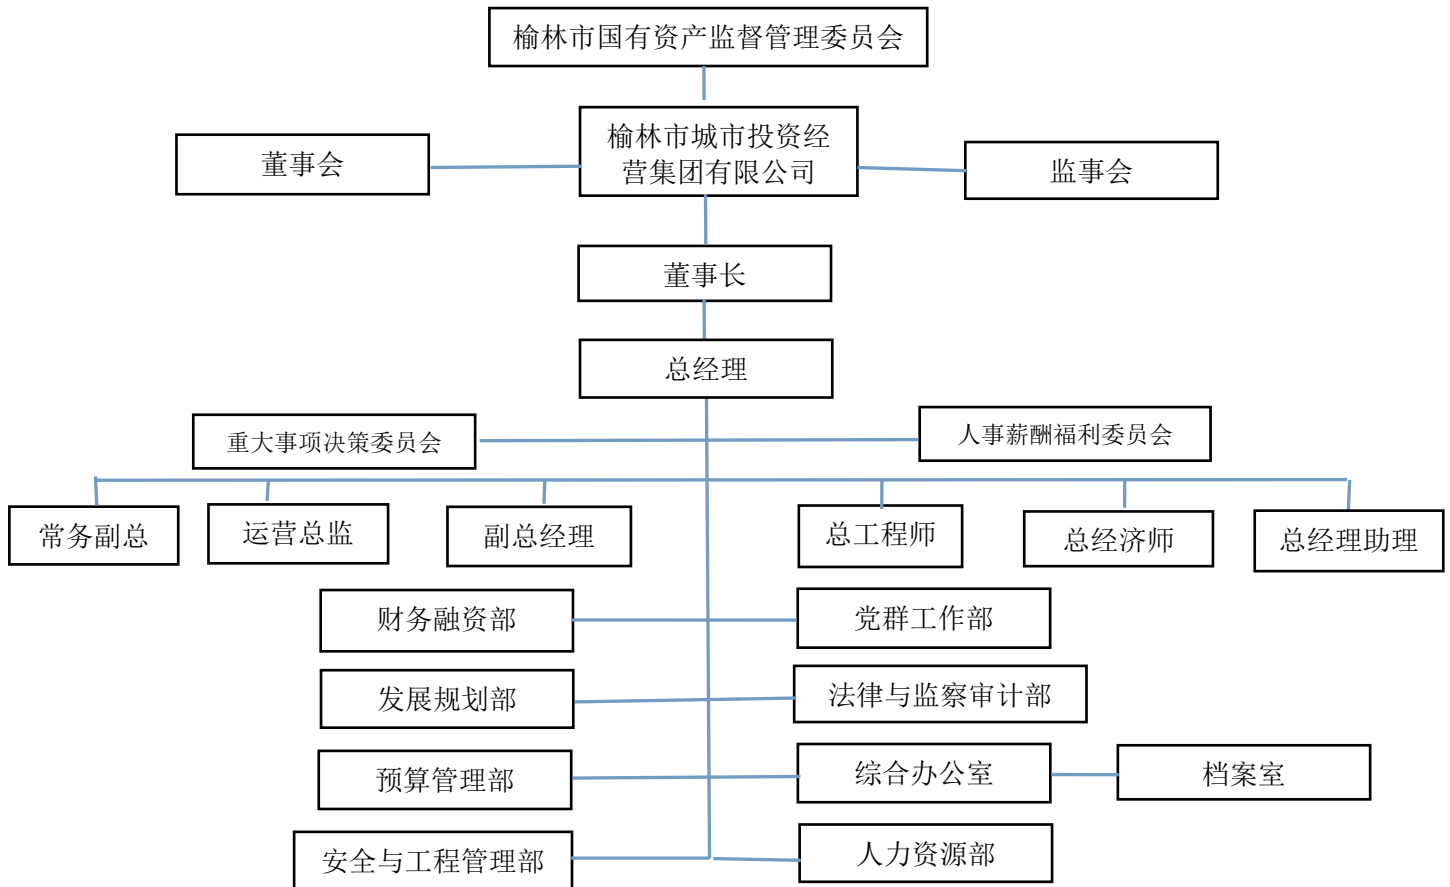 榆林市国有资产监督管理委员会
董事会
榆林市城市投资经
营集团有限公司
监事会
董事长
总经理
重大事项决策委员会
人事薪酬福利委员会
常务副总
运营总监
副总经理
总工程师
总经济师
总经理助理
财务融资部
党群工作部
发展规划部
法律与监察审计部
预算管理部
综合办公室
档案室
安全与工程管理部
人力资源部